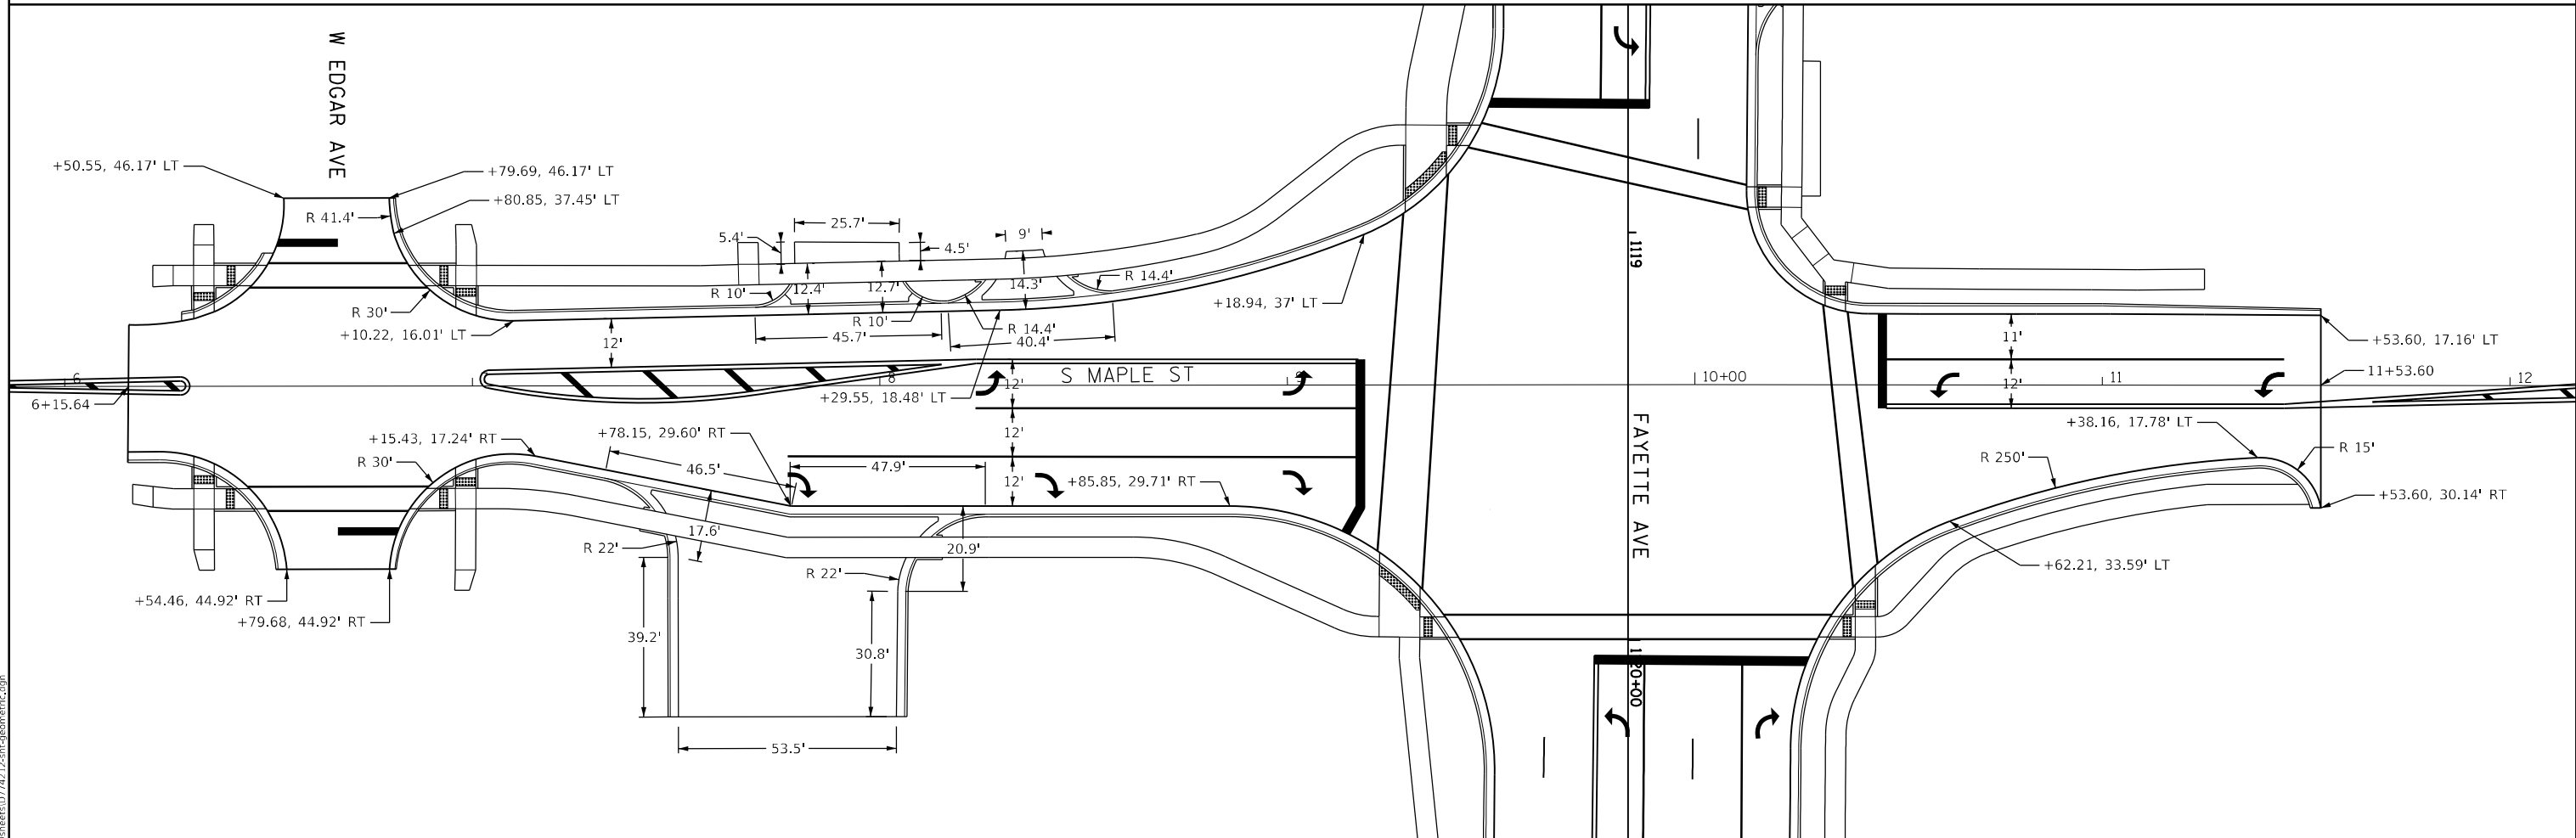 W EDGAR AVE
+50.55, 46.17' LT
+79.69, 46.17' LT
+80.85, 37.45' LT
R 41.4'
25.7'
5.4'
4.5'
9'
R 14.4'
R 10'
12.4'
12.7'
14.3'
1119
+18.94, 37' LT
R 30'
R 10'
R 14.4'
+10.22, 16.01' LT
45.7'
40.4'
12'
11'
+53.60, 17.16' LT
11+53.60
6
8
S MAPLE ST
9
10+00
11
12
12'
12'
6+15.64
+29.55, 18.48' LT
12'
+38.16, 17.78' LT
+15.43, 17.24' RT
+78.15, 29.60' RT
FAYETTE AVE
R 15'
R 30'
46.5'
47.9'
R 250'
12'
+85.85, 29.71' RT
+53.60, 30.14' RT
17.6'
R 22'
20.9'
R 22'
+62.21, 33.59' LT
+54.46, 44.92' RT
+79.68, 44.92' RT
39.2'
30.8'
1120+00
53.5'